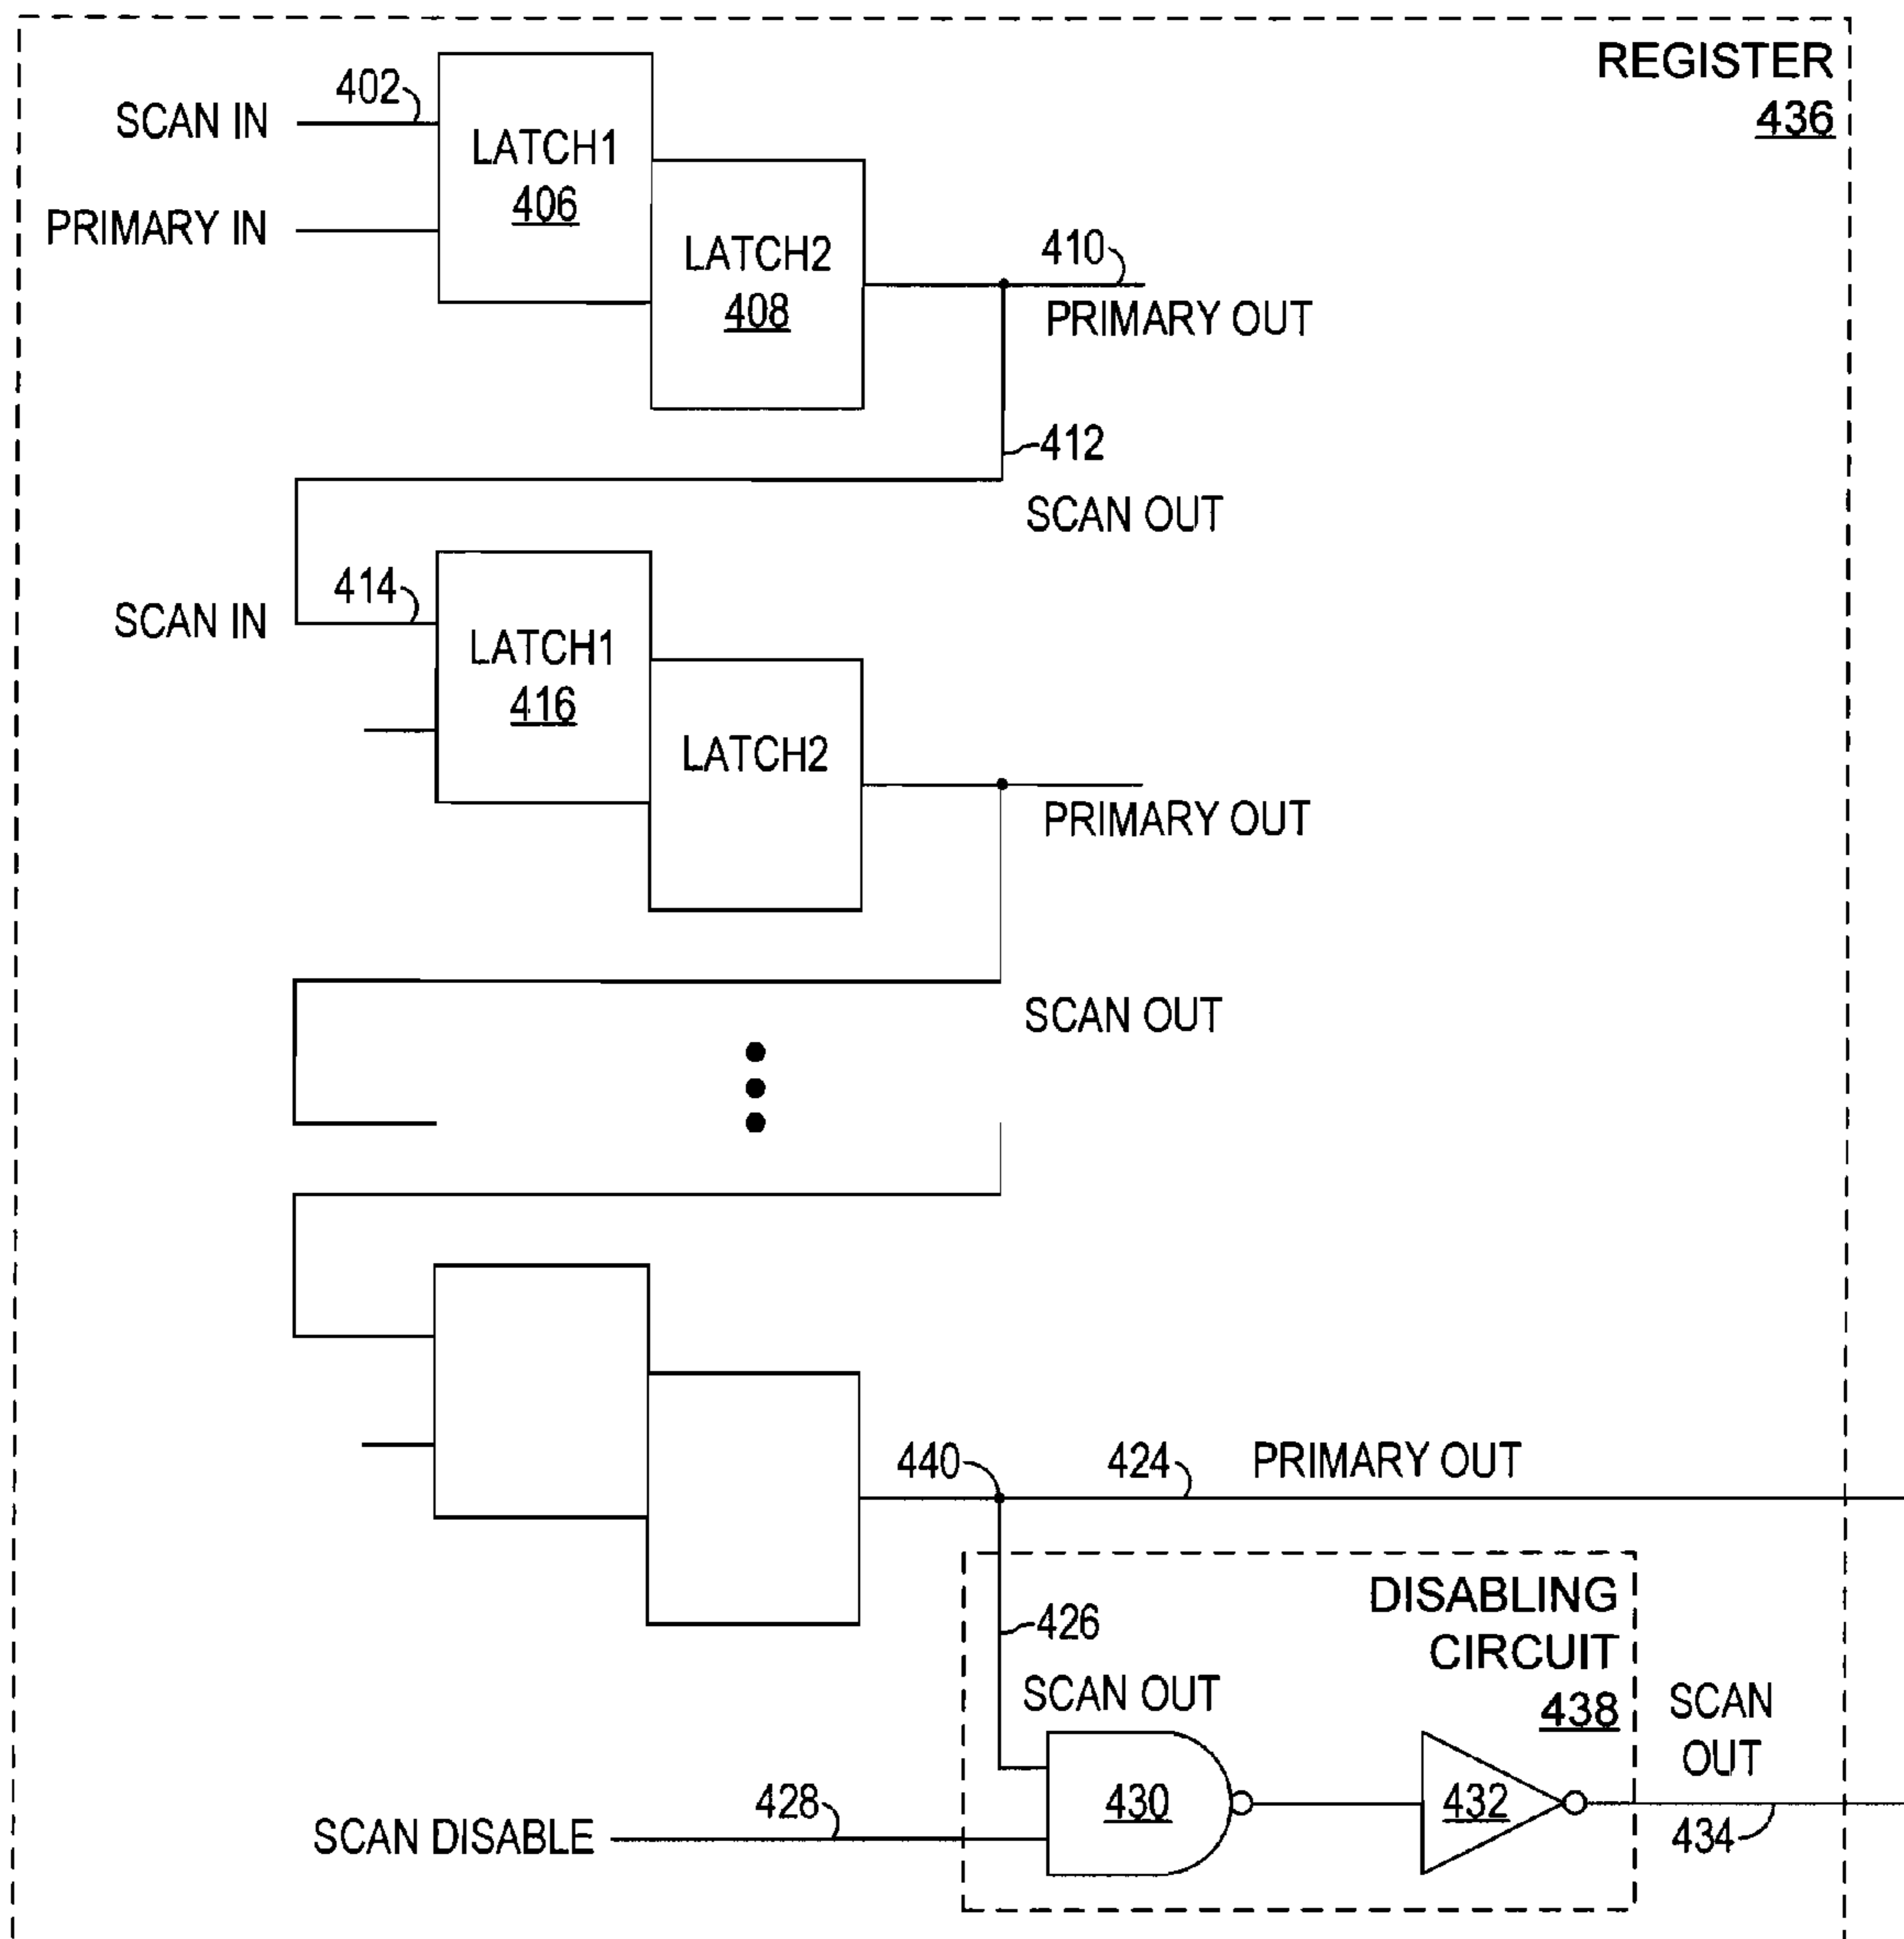 REGISTER
436
SCAN IN
402
LATCH1
406
PRIMARY IN
LATCH2
408
410
PRIMARY OUT
412
SCAN OUT
SCAN IN
414
LATCH1
416
LATCH2
PRIMARY OUT
SCAN OUT
440
424
PRIMARY OUT
DISABLING
CIRCUIT
438
426
SCAN OUT
SCAN
OUT
430
432
434
SCAN DISABLE
428